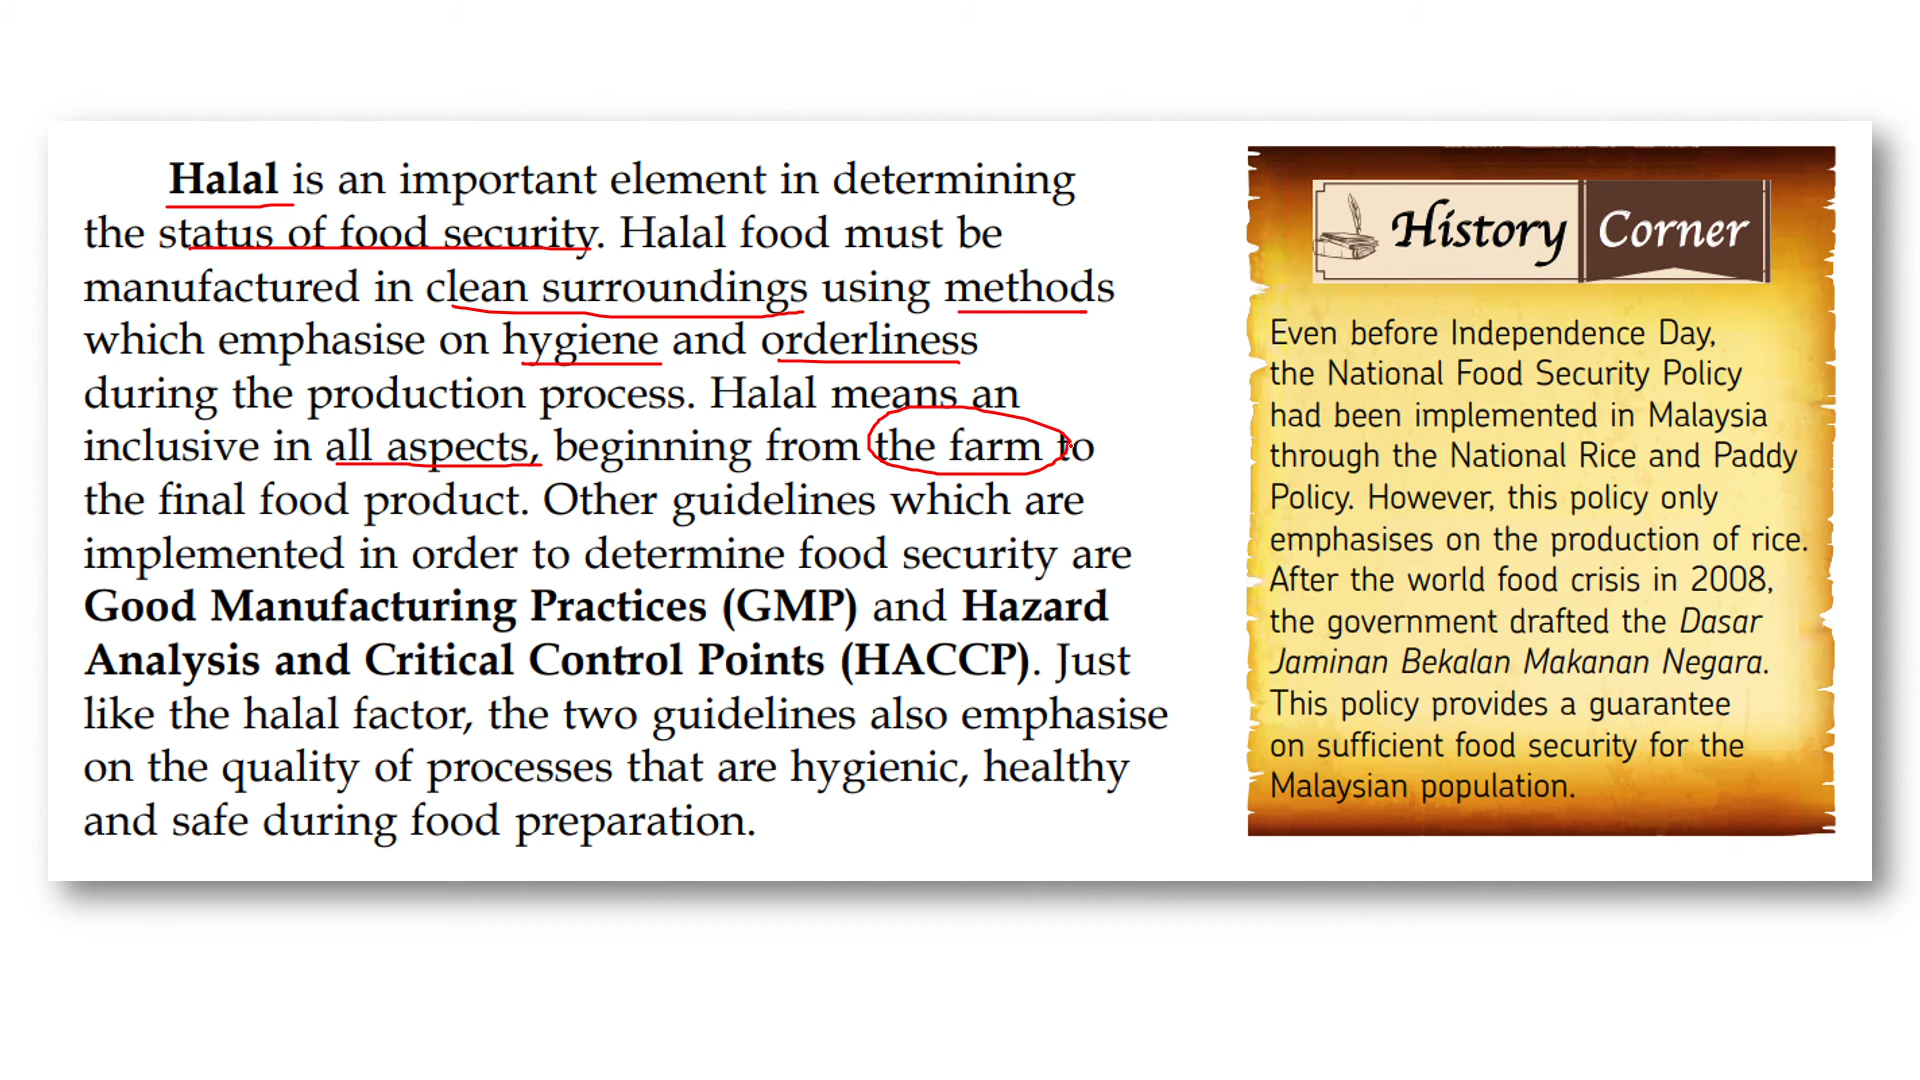 Halal is an important element in determining
the status of food security. Halal food must be
manufactured in clean surroundings using methods
which emphasise on hygiene and orderliness
during the production process. Halal means an
inclusive in all aspects, beginning from the farm to
the final food product. Other guidelines which are
implemented in order to determine food security are
Good Manufacturing Practices (GMP) and Hazard
Analysis and Critical Control Points (HACCP). Just
like the halal factor, the two guidelines also emphasise
on the quality of processes that are hygienic, healthy
and safe during food preparation.
History Corner
Even before Independence Day,
the National Food Security Policy
had been implemented in Malaysia
through the National Rice and Paddy
Policy. However, this policy only
emphasises on the production of rice.
After the world food crisis in 2008,
the government drafted the Dasar
Jaminan Bekalan Makanan Negara.
This policy provides a guarantee
on sufficient food security for the
Malaysian population.